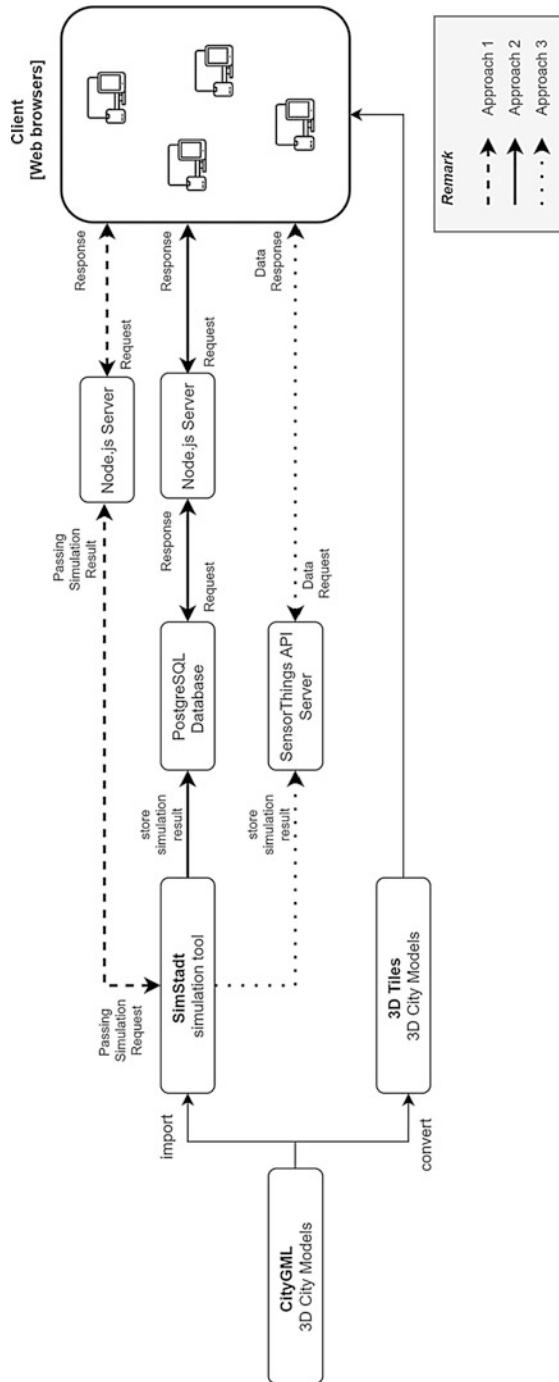 CityGML
3D City Models
import
convert
SimStadt
simulation tool
3D Tiles
3D City Models
Passing
Simulation
Request
store
simulation
result
store
simulation
result
PostgreSQL
Database
SensorThings API
Server
Passing
Simulation
Result
Node.js Server
Request
Response
Request
Response
Node.js Server
Request
Response
Data
Request
Data
Response
Client
[Web browsers]
Remark
Approach 1
Approach 2
Approach 3